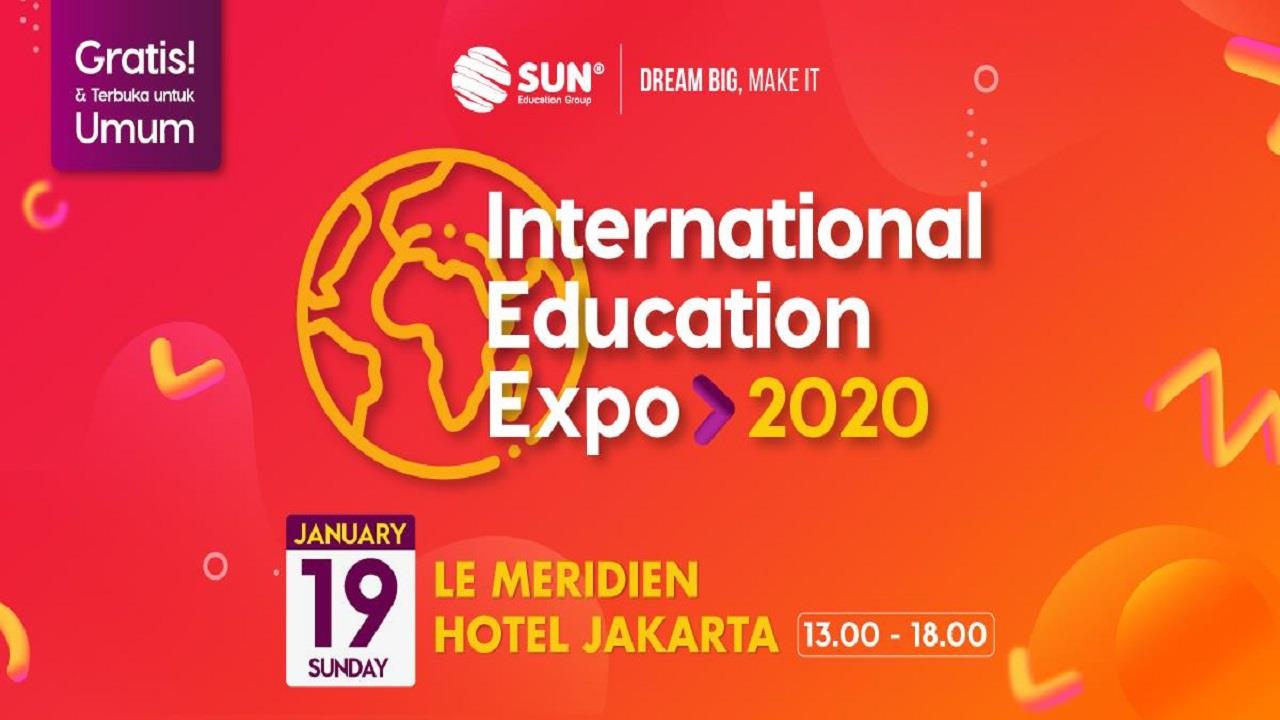 Gratis!
& Terbuka untuk
Umum
SUN®
Education Group
DREAM BIG, MAKE IT
International
Education
Expo > 2020
JANUARY
19
SUNDAY
LE MERIDIEN
HOTEL JAKARTA
13.00 - 18.00